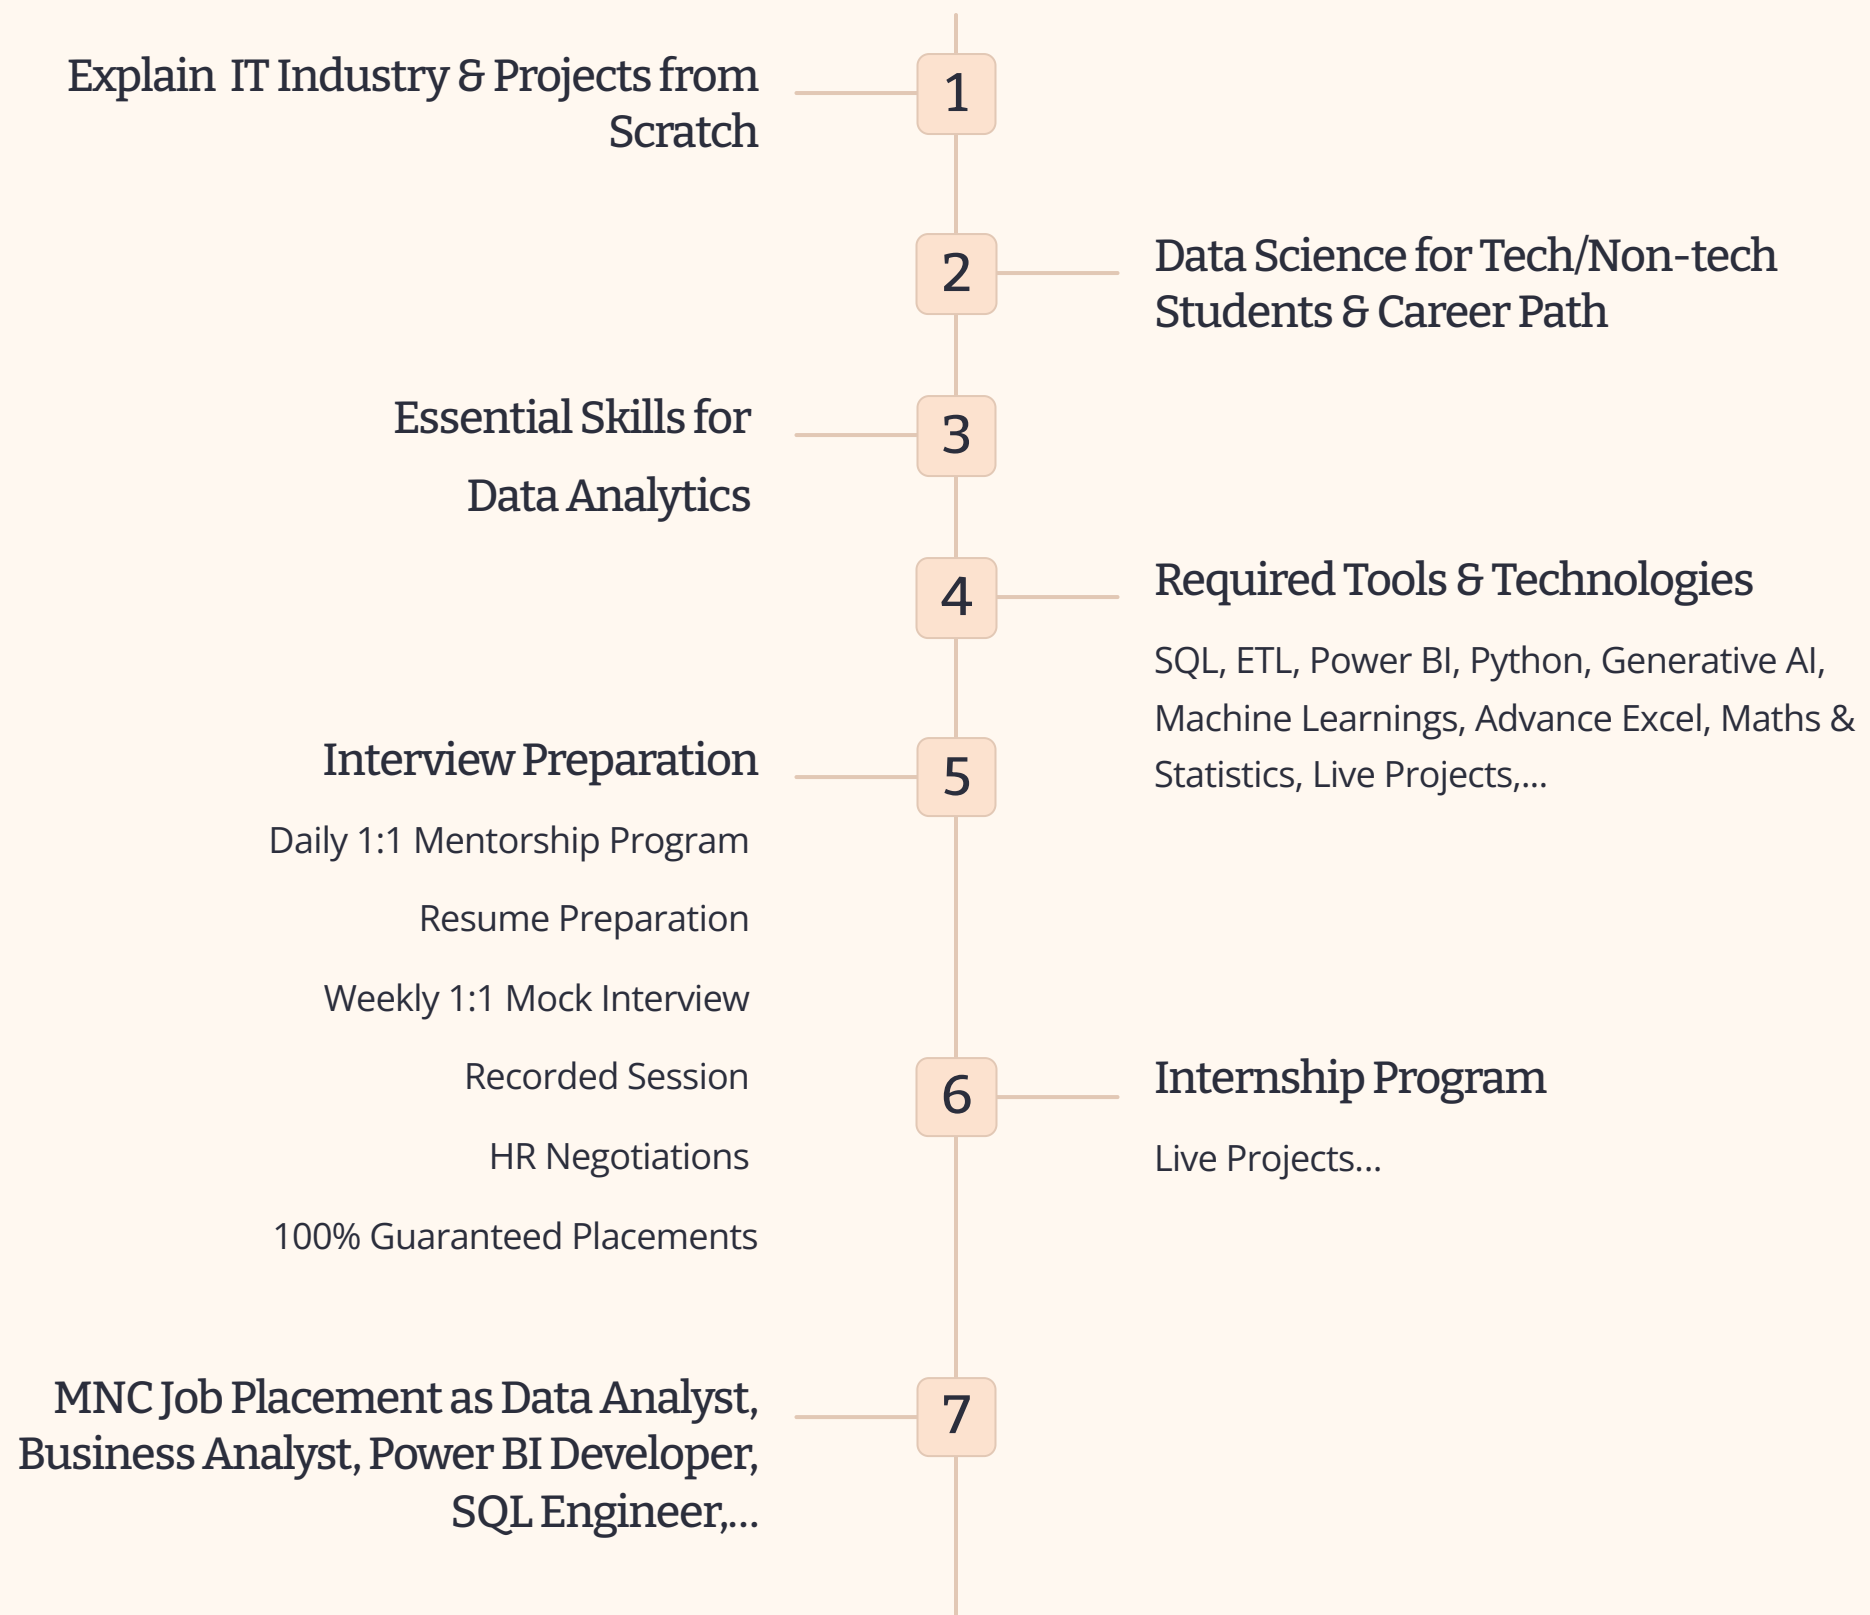 Explain IT Industry & Projects from
Scratch
1
2
Data Science for Tech/Non-tech
Students & Career Path
Essential Skills for
Data Analytics
3
4
Required Tools & Technologies
SQL, ETL, Power BI, Python, Generative AI,
Machine Learnings, Advance Excel, Maths &
Statistics, Live Projects,...
Interview Preparation
5
Daily 1:1 Mentorship Program
Resume Preparation
Weekly 1:1 Mock Interview
Recorded Session
HR Negotiations
100% Guaranteed Placements
6
Internship Program
Live Projects...
MNC Job Placement as Data Analyst,
Business Analyst, Power BI Developer,
SQL Engineer,...
7